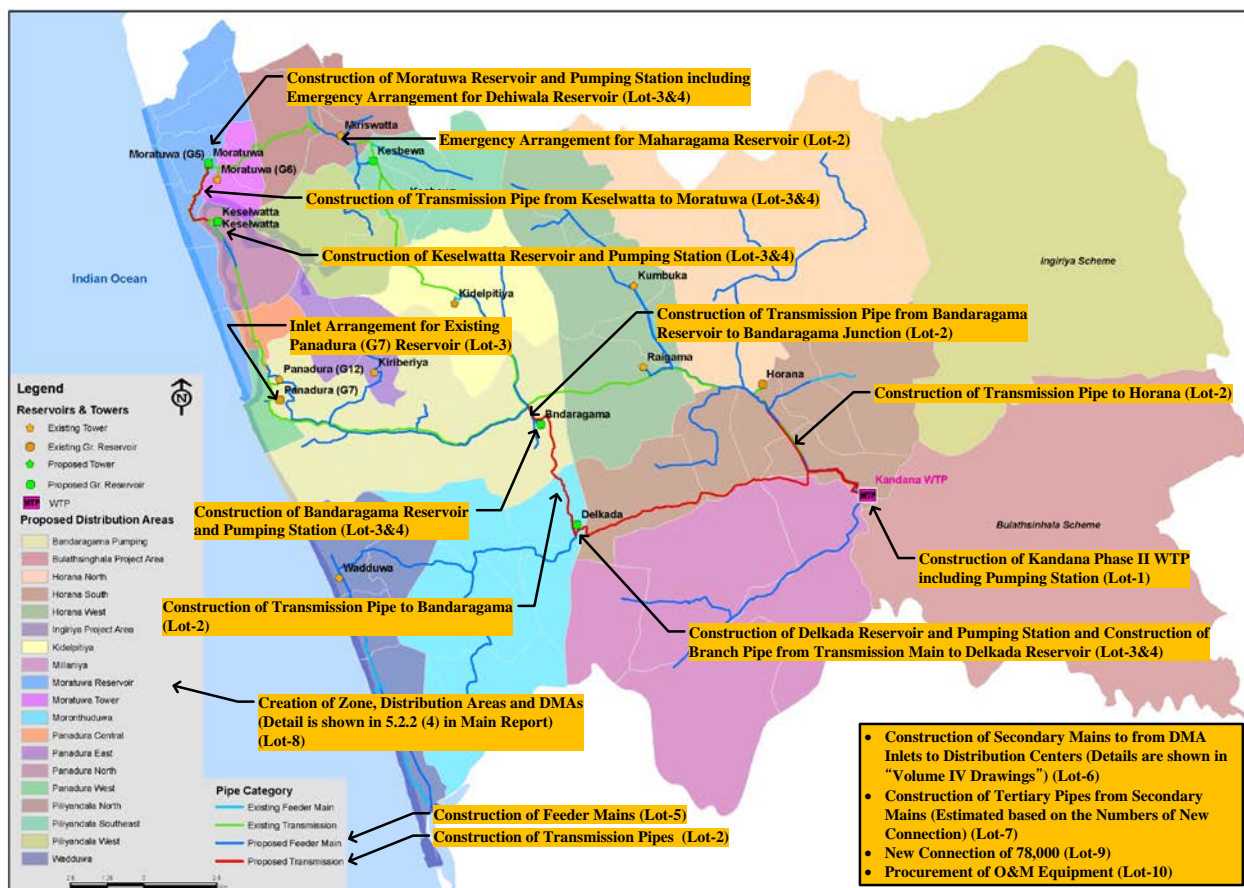 Construction of Moratuwa Reservoir and Pumping Station including
Emergency Arrangement for Dehiwala Reservoir (Lot-3&4)
Miriswatta
Emergency Arrangement for Maharagama Reservoir (Lot-2)
Moratuwa (G5)
Moratuwa
Kesbewa
Moratuwa (G6)
Construction of Transmission Pipe from Keselwatta to Moratuwa (Lot-3&4)
Keselwatta
Keselwatta
Construction of Keselwatta Reservoir and Pumping Station (Lot-3&4)
Indian Ocean
Ingiriya Scheme
Kumbuka
Kidelpitiya
Construction of Transmission Pipe from Bandaragama
Reservoir to Bandaragama Junction (Lot-2)
Inlet Arrangement for Existing
Panadura (G7) Reservoir (Lot-3)
Panadura (G12)
Kiriberiya
Raigama
Horana
Panadura (G7)
Construction of Transmission Pipe to Horana (Lot-2)
Bndaragama
Kandana WTP
WTP
Construction of Bandaragama Reservoir
and Pumping Station (Lot-3&4)
Delkada
Bulathsinhala Scheme
Construction of Kandana Phase II WTP
including Pumping Station (Lot-1)
Wadduwa
Construction of Transmission Pipe to Bandaragama
(Lot-2)
Construction of Delkada Reservoir and Pumping Station and Construction of
Branch Pipe from Transmission Main to Delkada Reservoir (Lot-3&4)
Creation of Zone, Distribution Areas and DMAs
(Detail is shown in 5.2.2 (4) in Main Report)
(Lot-8)
Legend
N
Reservoirs & Towers
Existing Tower
Existing Gr. Reservoir
Proposed Tower
Proposed Gr. Reservoir
WTP WTP
Proposed Distribution Areas
Bandaragama Pumping
Bulathsinghala Project Area
Horana North
Horana South
Horana West
Ingiriya Project Area
Kidelpitiya
Millaniya
Moratuwa Reservoir
Moratuwa Tower
Moronthuduwa
Panadura Central
Panadura East
Panadura North
Panadura West
Piliyandala North
Piliyandala Southeast
Piliyandala West
Wadduwa
2.5 1.25 0 2.5
Pipe Category
Existing Feeder Main
Existing Transmission
Proposed Feeder Main
Proposed Transmission
Construction of Feeder Mains (Lot-5)
Construction of Transmission Pipes (Lot-2)
• Construction of Secondary Mains to from DMA
Inlets to Distribution Centers (Details are shown in
“Volume IV Drawings”) (Lot-6)
• Construction of Tertiary Pipes from Secondary
Mains (Estimated based on the Numbers of New
Connection) (Lot-7)
• New Connection of 78,000 (Lot-9)
• Procurement of O&M Equipment (Lot-10)